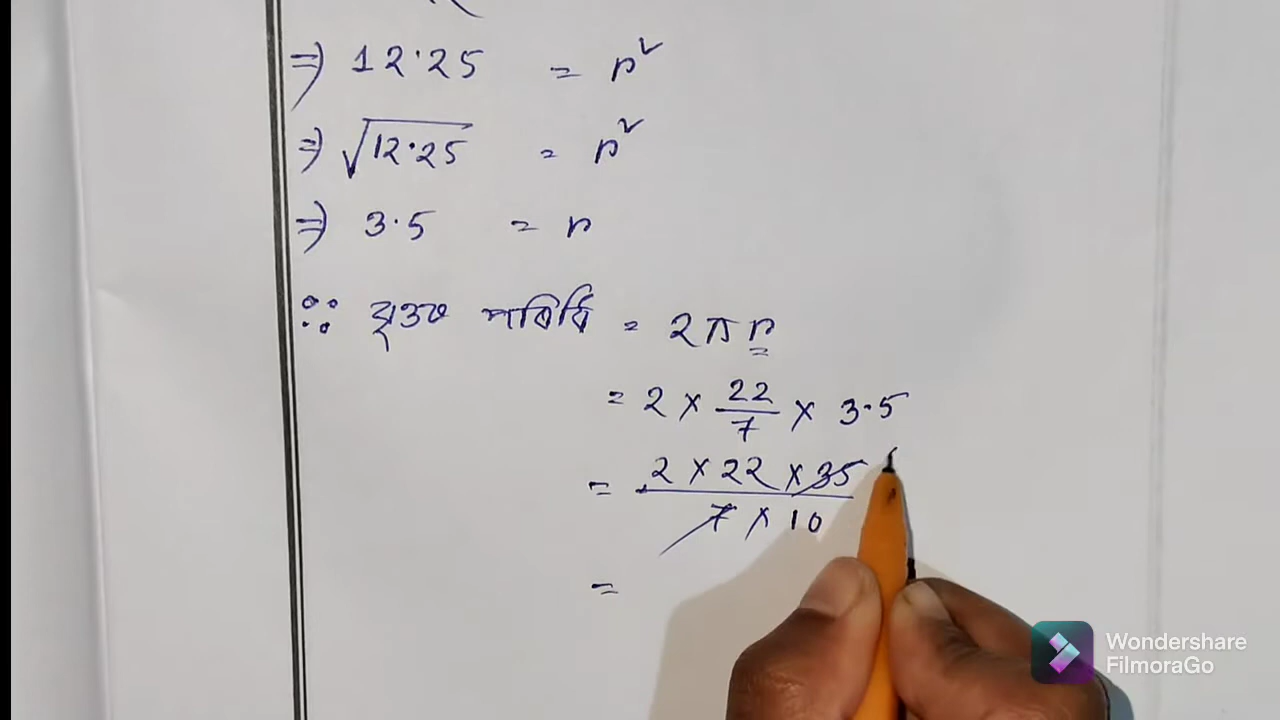 ⇒ 12.25 = r²
⇒ √12.25 = r²
⇒ 3.5 = r
∴ পৰিধি = 2πr
= 2 × 22/7 × 3.5
= 2 × 22 × 35 / 7 × 10
=
Wondershare
FilmoraGo